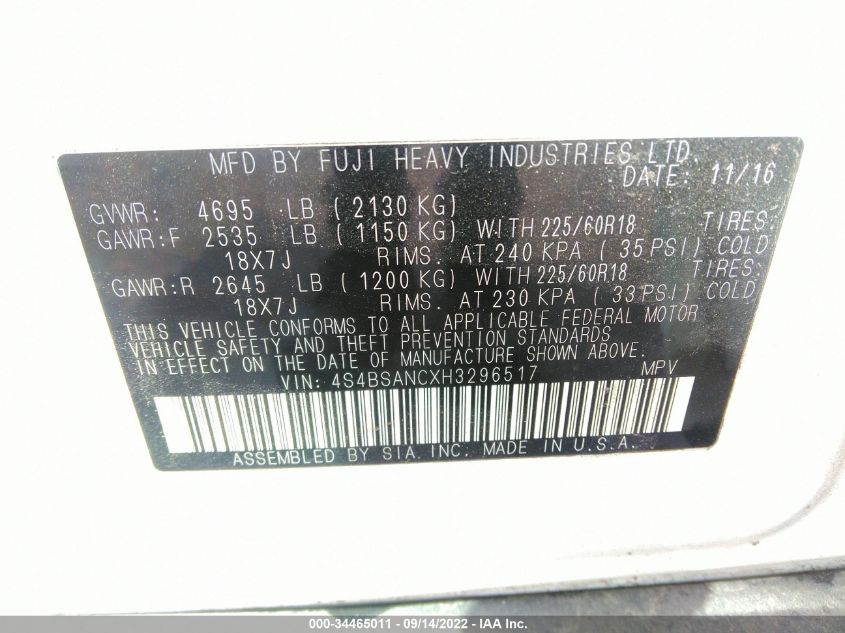 MFD BY FUJI HEAVY INDUSTRIES LTD.
DATE: 11/16
GVWR: 4695 LB (2130 KG)
GAWR:F 2535 LB (1150 KG) WITH 225/60R18 TIRES:
18X7J RIMS. AT 240 KPA (35 PSI) COLD
GAWR:R 2645 LB (1200 KG) WITH 225/60R18 TIRES:
18X7J RIMS. AT 230 KPA (33 PSI) COLD
THIS VEHICLE CONFORMS TO ALL APPLICABLE FEDERAL MOTOR
VEHICLE SAFETY AND THEFT PREVENTION STANDARDS
IN EFFECT ON THE DATE OF MANUFACTURE SHOWN ABOVE.
VIN: 4S4BSANCXH3296517 MPV
ASSEMBLED BY SIA. INC. MADE IN U.S.A.
000-34465011 - 09/14/2022 - IAA Inc.